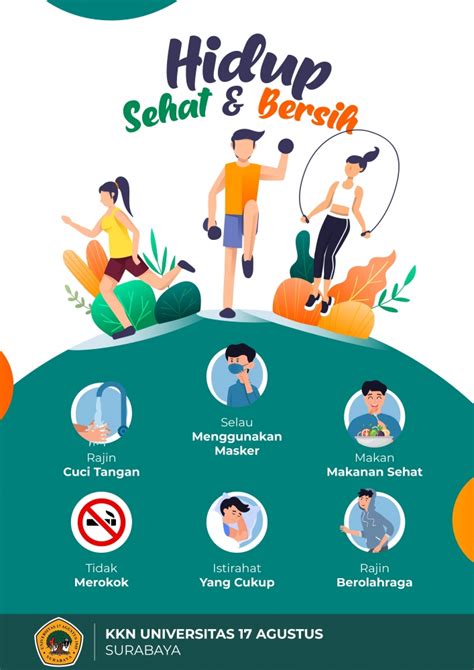 Hidup
Sehat & Bersih
Rajin
Cuci Tangan
Selau
Menggunakan
Masker
Makan
Makanan Sehat
Tidak
Merokok
Istirahat
Yang Cukup
Rajin
Berolahraga
KKN UNIVERSITAS 17 AGUSTUS
SURABAYA